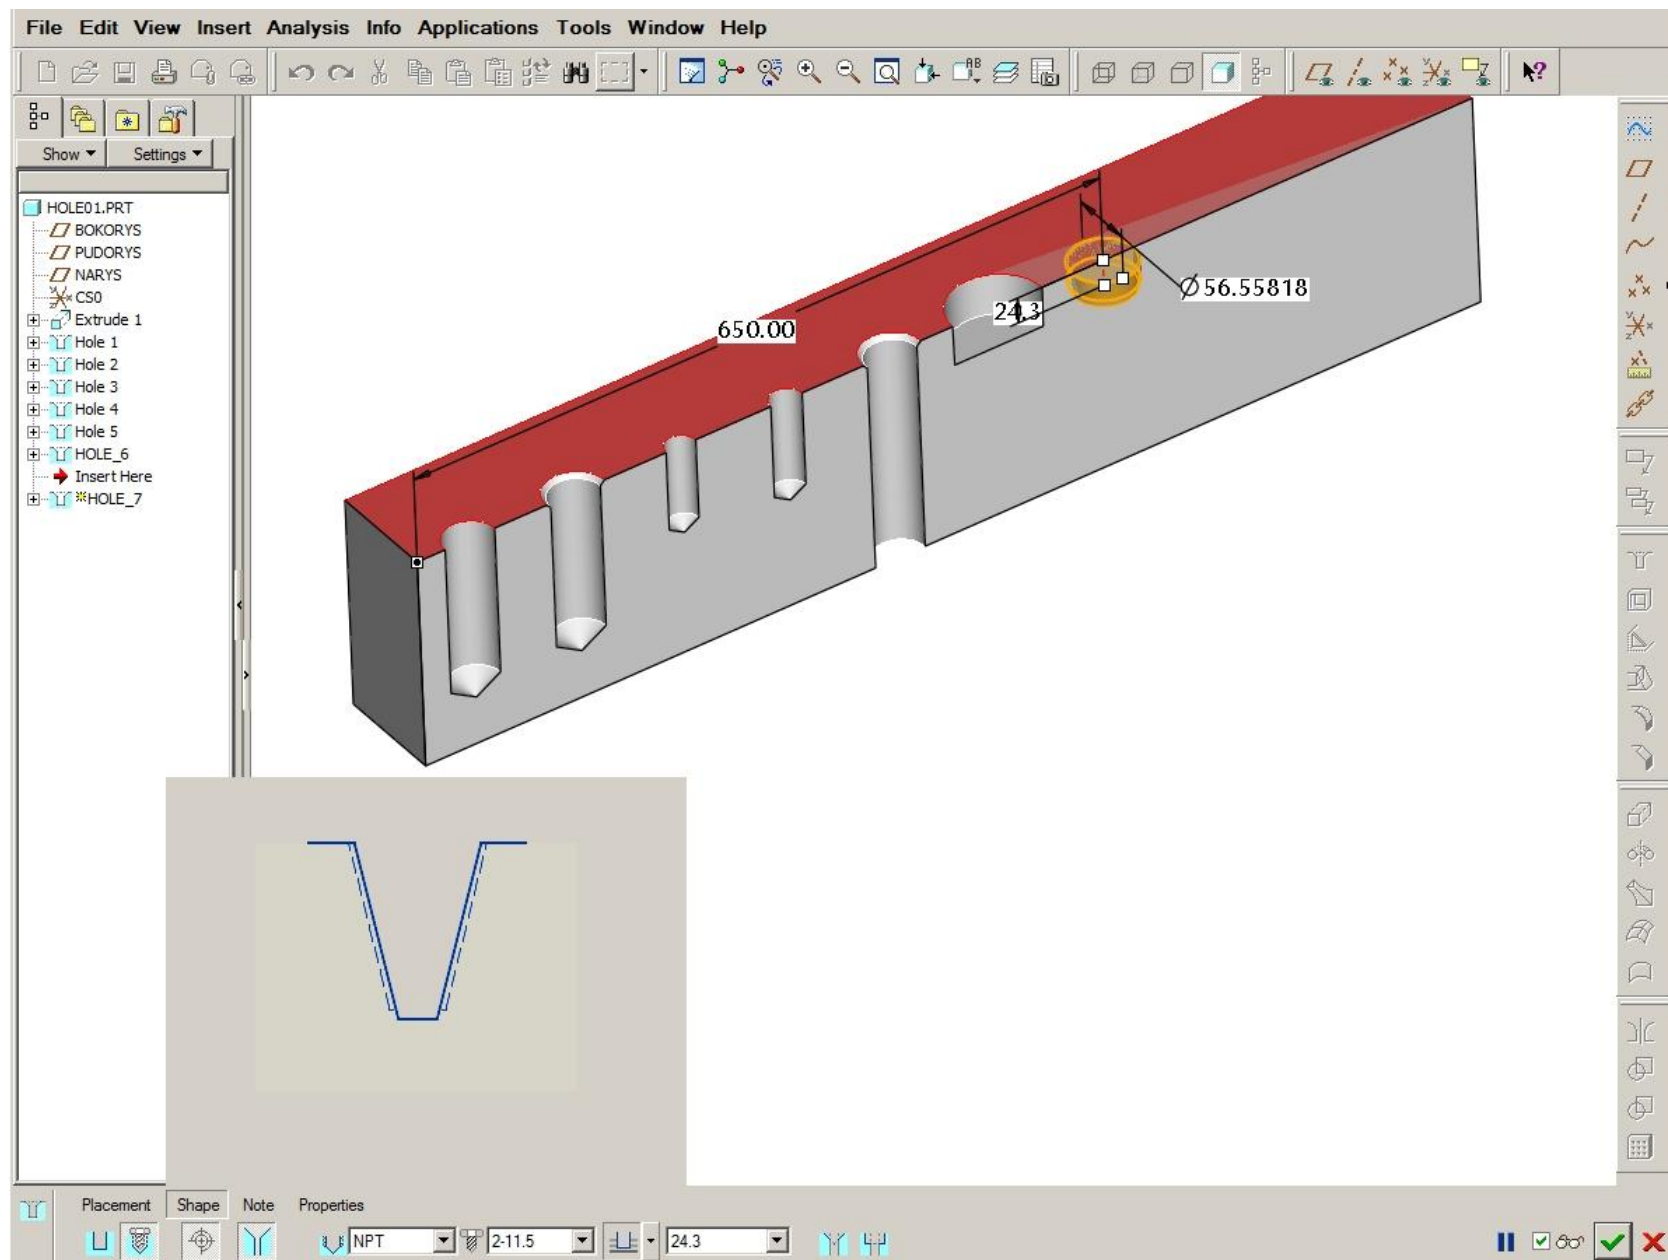 File Edit View Insert Analysis Info Applications Tools Window Help
Show Settings
HOLE01.PRT
BOKORYS
PUDORYS
NARYS
CS0
Extrude 1
Hole 1
Hole 2
Hole 3
Hole 4
Hole 5
HOLE_6
Insert Here
HOLE_7
650.00
24.3
Ø56.55818
Placement Shape Note Properties
NPT 2-11.5 24.3